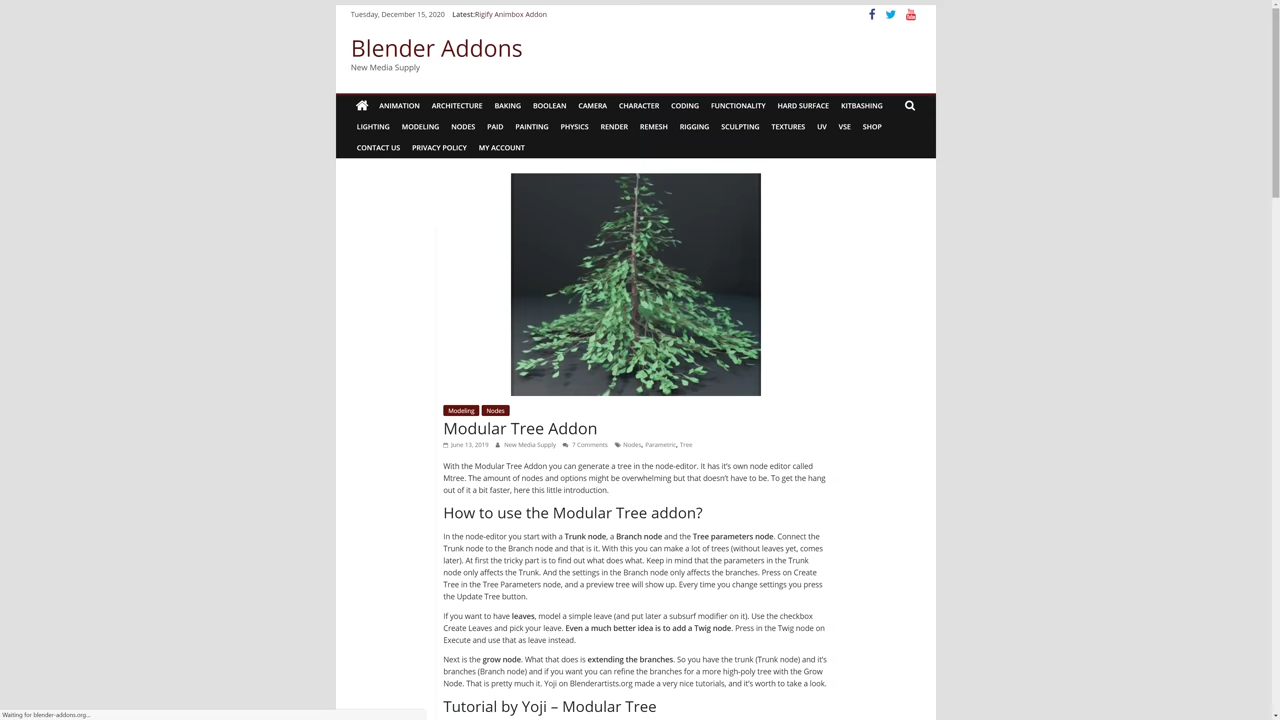 Tuesday, December 15, 2020 Latest:Rigify Animbox Addon
Blender Addons
New Media Supply
ANIMATION ARCHITECTURE BAKING BOOLEAN CAMERA CHARACTER CODING FUNCTIONALITY HARD SURFACE KITBASHING
LIGHTING MODELING NODES PAID PAINTING PHYSICS RENDER REMESH RIGGING SCULPTING TEXTURES UV VSE SHOP
CONTACT US PRIVACY POLICY MY ACCOUNT
Modeling Nodes
Modular Tree Addon
June 13, 2019 New Media Supply 7 Comments Nodes, Parametric, Tree
With the Modular Tree Addon you can generate a tree in the node-editor. It has it's own node editor called
Mtree. The amount of nodes and options might be overwhelming but that doesn't have to be. To get the hang
out of it a bit faster, here this little introduction.
How to use the Modular Tree addon?
In the node-editor you start with a Trunk node, a Branch node and the Tree parameters node. Connect the
Trunk node to the Branch node and that is it. With this you can make a lot of trees (without leaves yet, comes
later). At first the tricky part is to find out what does what. Keep in mind that the parameters in the Trunk
node only affects the Trunk. And the settings in the Branch node only affects the branches. Press on Create
Tree in the Tree Parameters node, and a preview tree will show up. Every time you change settings you press
the Update Tree button.
If you want to have leaves, model a simple leave (and put later a subsurf modifier on it). Use the checkbox
Create Leaves and pick your leave. Even a much better idea is to add a Twig node. Press in the Twig node on
Execute and use that as leave instead.
Next is the grow node. What that does is extending the branches. So you have the trunk (Trunk node) and it's
branches (Branch node) and if you want you can refine the branches for a more high-poly tree with the Grow
Node. That is pretty much it. Yoji on Blenderartists.org made a very nice tutorials, and it's worth to take a look.
Tutorial by Yoji – Modular Tree
Waiting for blender-addons.org...